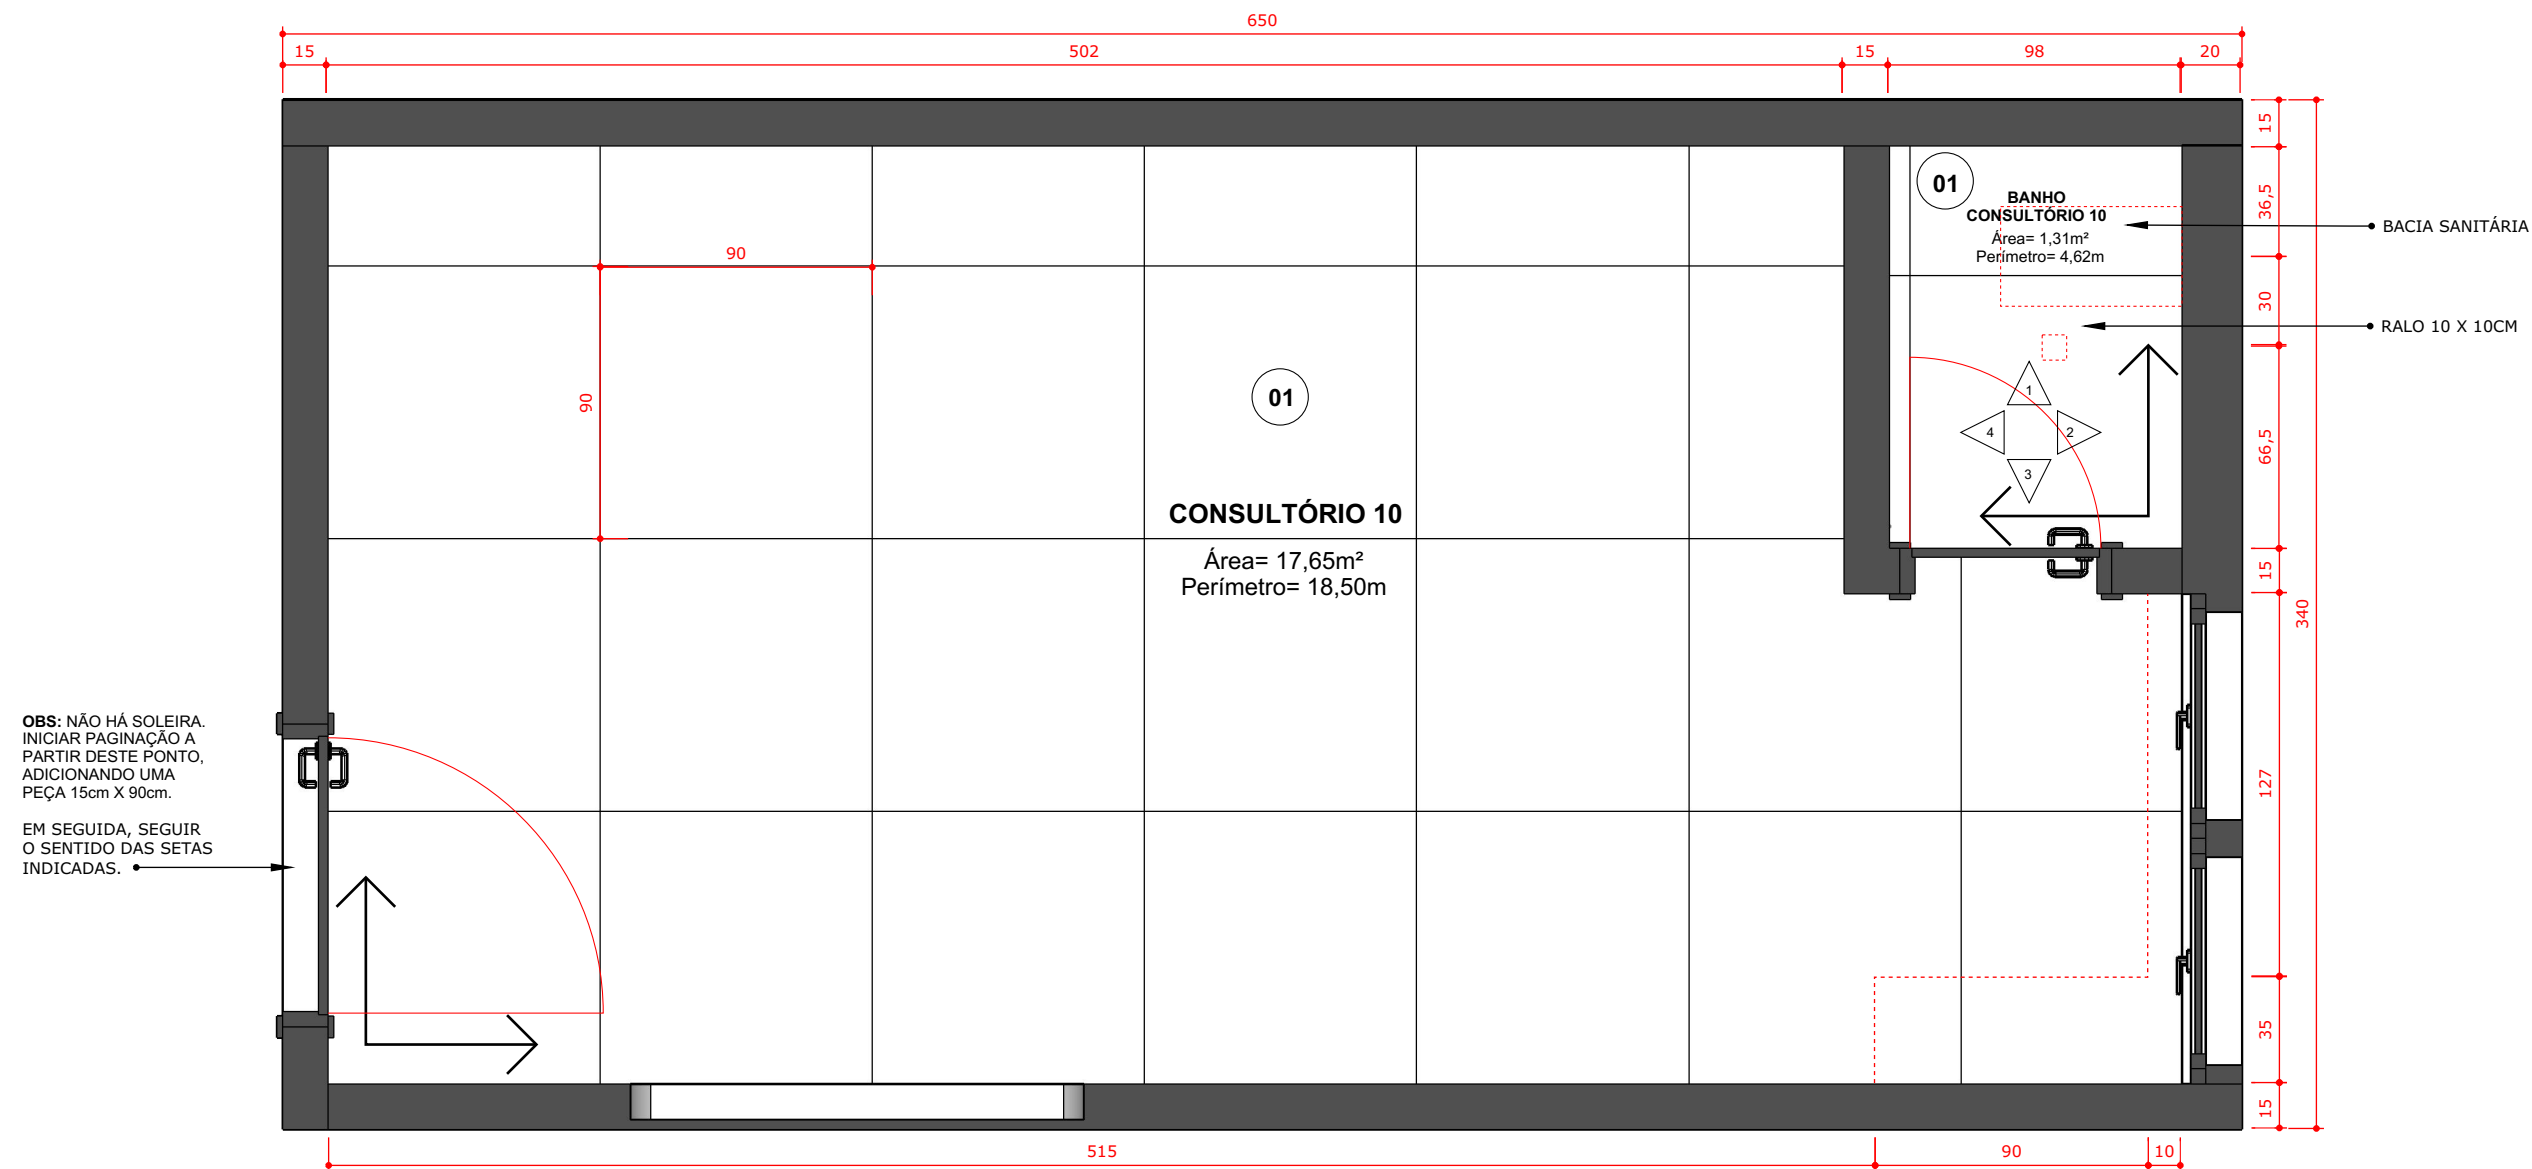 650
15
502
15
98
20
15
01
BANHO
CONSULTÓRIO 10
Área= 1,31m²
Perímetro= 4,62m
36,5
BACIA SANITÁRIA
90
30
RALO 10 X 10CM
90
01
1
4
2
3
66,5
CONSULTÓRIO 10
Área= 17,65m²
Perímetro= 18,50m
15
340
OBS: NÃO HÁ SOLEIRA.
INICIAR PAGINAÇÃO A
PARTIR DESTE PONTO,
ADICIONANDO UMA
PEÇA 15cm X 90cm.
EM SEGUIDA, SEGUIR
O SENTIDO DAS SETAS
INDICADAS.
127
35
15
515
90
10